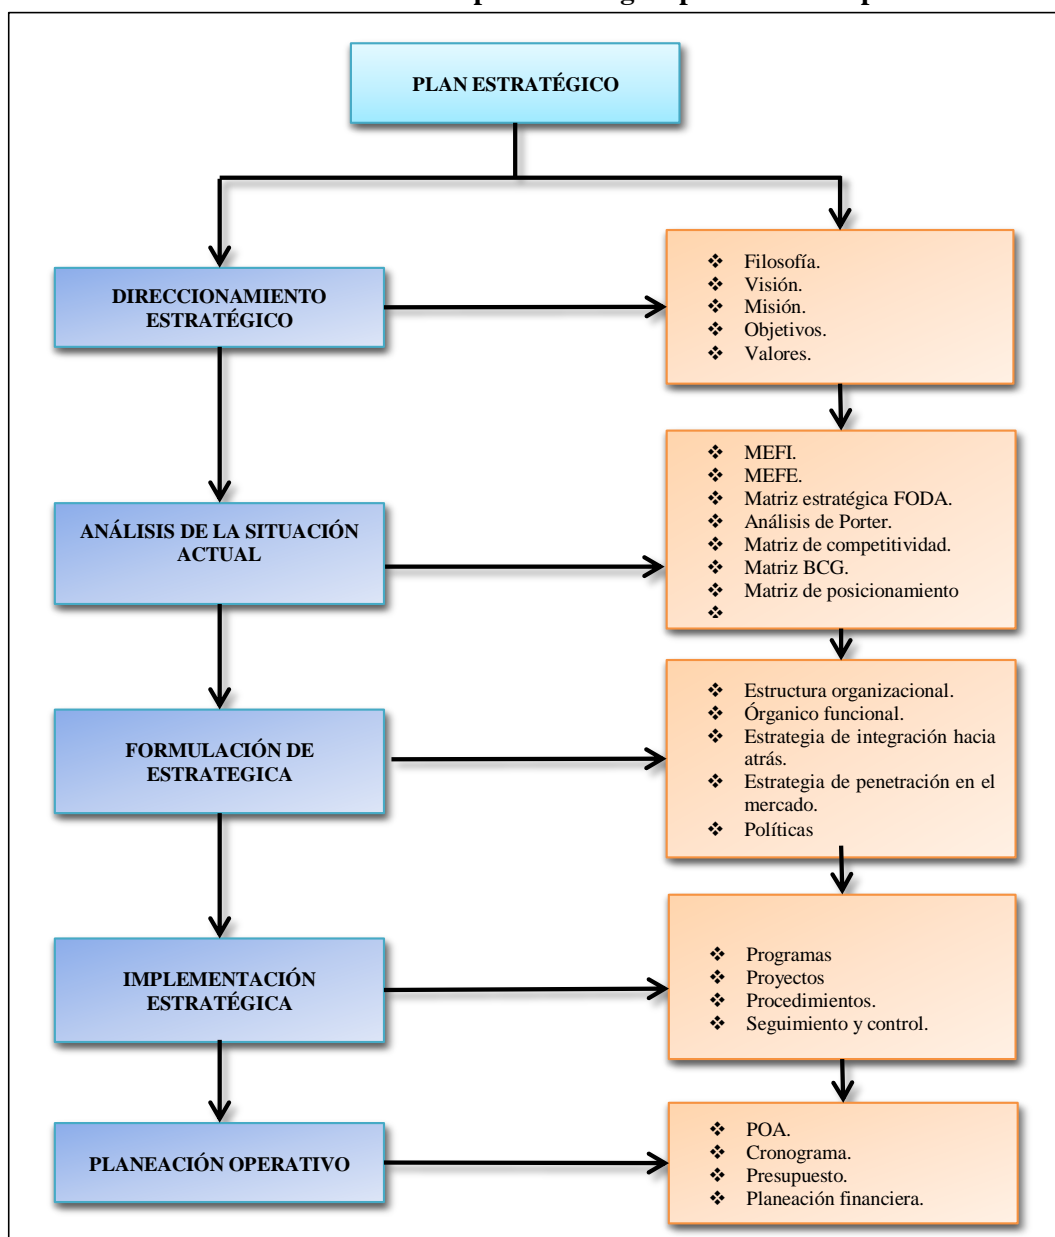 PLAN ESTRATÉGICO
DIRECCIONAMIENTO
ESTRATÉGICO
❖ Filosofía.
❖ Visión.
❖ Misión.
❖ Objetivos.
❖ Valores.
ANÁLISIS DE LA SITUACIÓN
ACTUAL
❖ MEFI.
❖ MEFE.
❖ Matriz estratégica FODA.
❖ Análisis de Porter.
❖ Matriz de competitividad.
❖ Matriz BCG.
❖ Matriz de posicionamiento
❖
FORMULACIÓN DE
ESTRATEGICA
❖ Estructura organizacional.
❖ Órganico funcional.
❖ Estrategia de integración hacia
atrás.
❖ Estrategia de penetración en el
mercado.
❖ Políticas
IMPLEMENTACIÓN
ESTRATÉGICA
❖ Programas
❖ Proyectos
❖ Procedimientos.
❖ Seguimiento y control.
PLANEACIÓN OPERATIVO
❖ POA.
❖ Cronograma.
❖ Presupuesto.
❖ Planeación financiera.